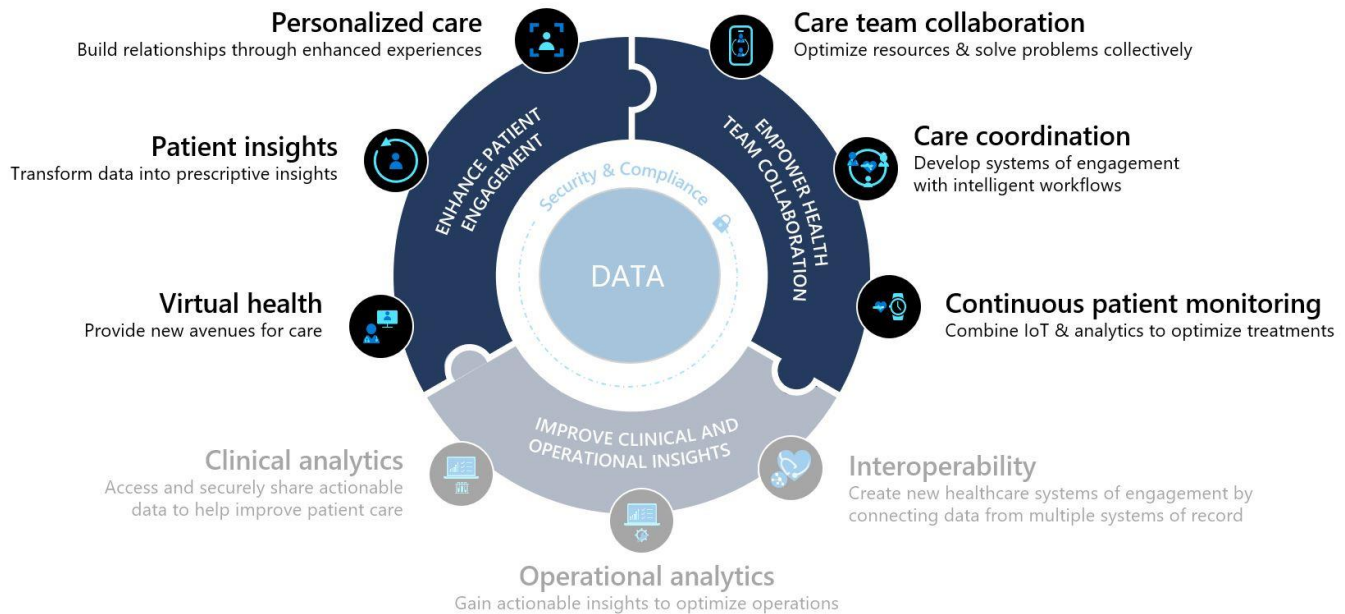 Personalized care
Build relationships through enhanced experiences
Care team collaboration
Optimize resources & solve problems collectively
Patient insights
Transform data into prescriptive insights
Care coordination
Develop systems of engagement
with intelligent workflows
Virtual health
Provide new avenues for care
Continuous patient monitoring
Combine IoT & analytics to optimize treatments
ENHANCE PATIENT
ENGAGEMENT
EMPOWER HEALTH
TEAM COLLABORATION
Security & Compliance
DATA
IMPROVE CLINICAL AND
OPERATIONAL INSIGHTS
Clinical analytics
Access and securely share actionable
data to help improve patient care
Interoperability
Create new healthcare systems of engagement by
connecting data from multiple systems of record
Operational analytics
Gain actionable insights to optimize operations